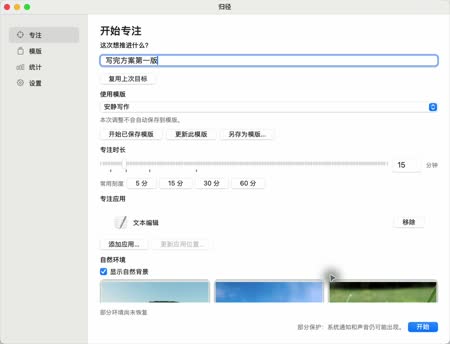 归径
专注
模版
统计
设置
开始专注
这次想推进什么?
写完方案第一版
复用上次目标
使用模版
安静写作
本次调整不会自动保存到模版。
开始已保存模版
更新此模版
另存为模版...
专注时长
15 分钟
常用刻度 5 分 15 分 30 分 60 分
专注应用
文本编辑 移除
添加应用... 更新应用位置...
自然环境
显示自然背景
部分环境尚未恢复
部分保护：系统通知和声音仍可能出现。 开始